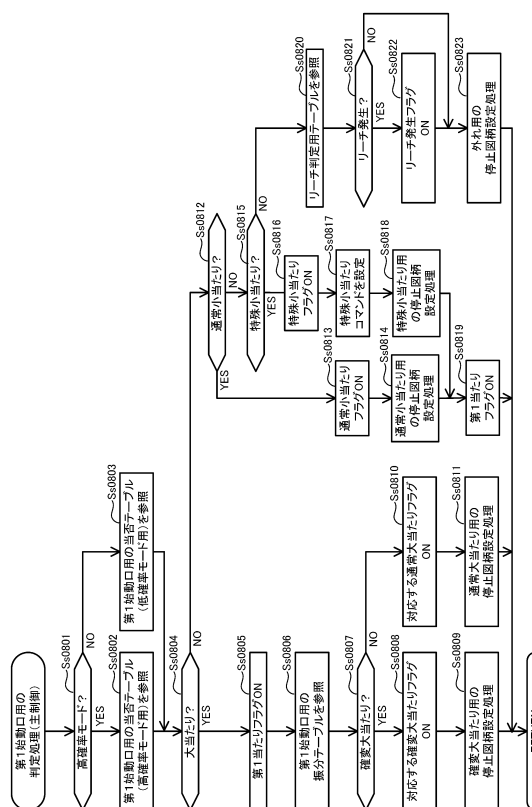 第1始動口用の
判定処理(主制御)
Ss0801
高確率モード?
YES
NO
Ss0802
第1始動口用の当否テーブル
(高確率モード用)を参照
Ss0803
第1始動口用の当否テーブル
(低確率モード用)を参照
Ss0804
大当たり?
YES
NO
Ss0805
第1当たりフラグON
Ss0806
第1始動口用の
振分テーブルを参照
Ss0807
確変大当たり?
YES
NO
Ss0808
対応する確変大当たりフラグ
ON
Ss0809
確変大当たり用の
停止図柄設定処理
Ss0810
対応する通常大当たりフラグ
ON
Ss0811
通常大当たり用の
停止図柄設定処理
Ss0812
通常小当たり?
YES
NO
Ss0813
通常小当たり
フラグON
Ss0814
通常小当たり用
の停止図柄
設定処理
Ss0815
特殊小当たり?
YES
NO
Ss0816
特殊小当たり
フラグON
Ss0817
特殊小当たり
コマンドを設定
Ss0818
特殊小当たり用
の停止図柄
設定処理
Ss0819
第1当たり
フラグON
Ss0820
リーチ判定用テーブルを参照
Ss0821
リーチ発生?
YES
NO
Ss0822
リーチ発生フラグ
ON
Ss0823
外れ用の
停止図柄設定処理